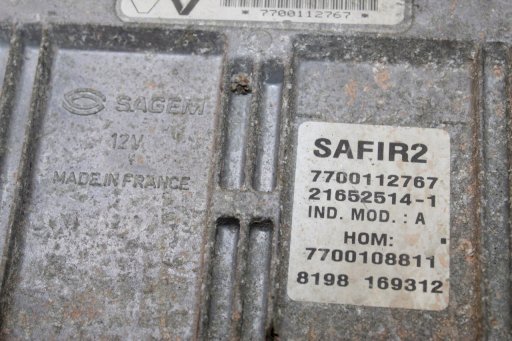 * 7700112767 *
SAGEM
12V
MADE IN FRANCE
SAFIR2
7700112767
21652514-1
IND. MOD. : A
HOM:
7700108811
8198 169312